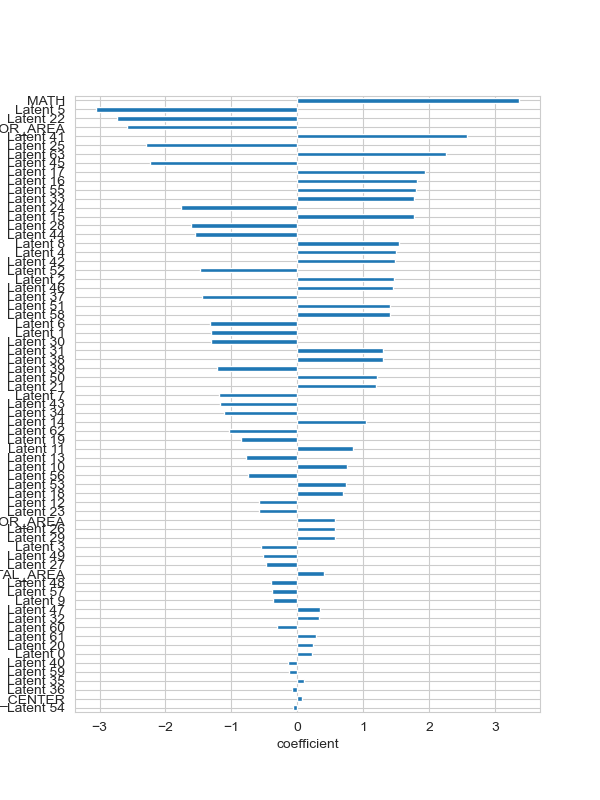 MATH
Latent 5
Latent 22
OR_AREA
Latent 41
Latent 25
Latent 63
Latent 45
Latent 17
Latent 16
Latent 55
Latent 33
Latent 24
Latent 15
Latent 28
Latent 44
Latent 8
Latent 4
Latent 42
Latent 52
Latent 2
Latent 46
Latent 37
Latent 51
Latent 58
Latent 6
Latent 1
Latent 30
Latent 31
Latent 38
Latent 39
Latent 50
Latent 21
Latent 7
Latent 43
Latent 34
Latent 14
Latent 62
Latent 19
Latent 11
Latent 13
Latent 10
Latent 56
Latent 53
Latent 18
Latent 12
Latent 23
OR_AREA
Latent 26
Latent 29
Latent 3
Latent 49
Latent 27
TAL_AREA
Latent 48
Latent 57
Latent 9
Latent 47
Latent 32
Latent 60
Latent 61
Latent 20
Latent 0
Latent 40
Latent 59
Latent 35
Latent 36
_CENTER
Latent 54
−3 −2 −1 0 1 2 3
coefficient